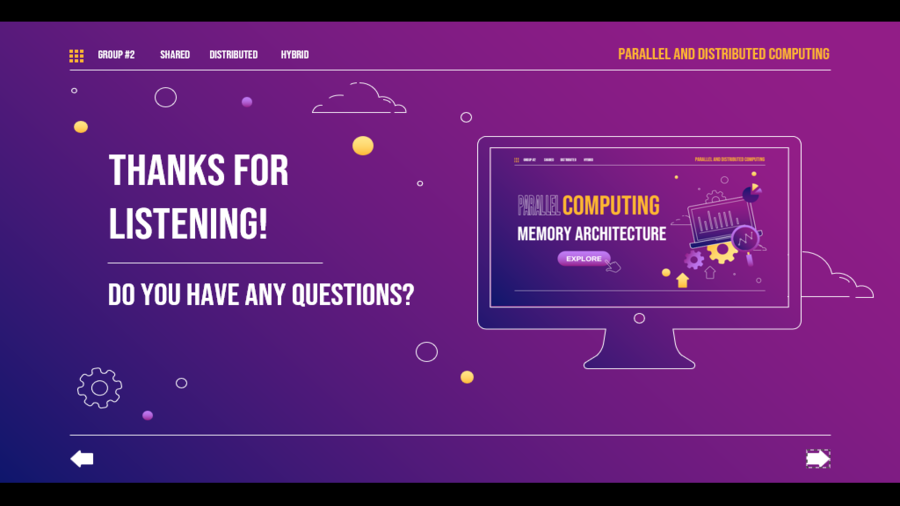 GROUP #2 SHARED DISTRIBUTED HYBRID
PARALLEL AND DISTRIBUTED COMPUTING
THANKS FOR
LISTENING!
DO YOU HAVE ANY QUESTIONS?
GROUP #2 SHARED DISTRIBUTED HYBRID
PARALLEL AND DISTRIBUTED COMPUTING
PARALLEL COMPUTING
MEMORY ARCHITECTURE
EXPLORE